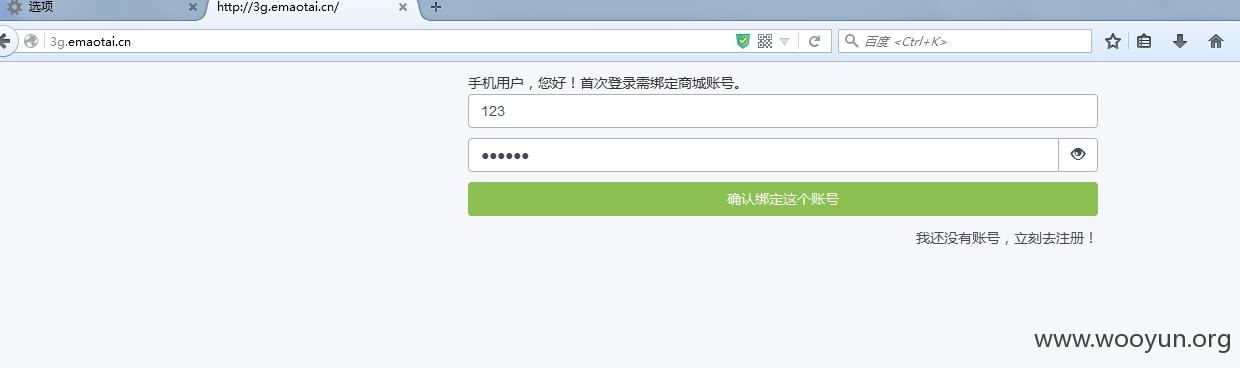 选项
http://3g.emaotai.cn/
3g.emaotai.cn
百度 <Ctrl+K>
手机用户，您好！首次登录需绑定商城账号。
123
●●●●●●
确认绑定这个账号
我还没有账号，立刻去注册！
www.wooyun.org